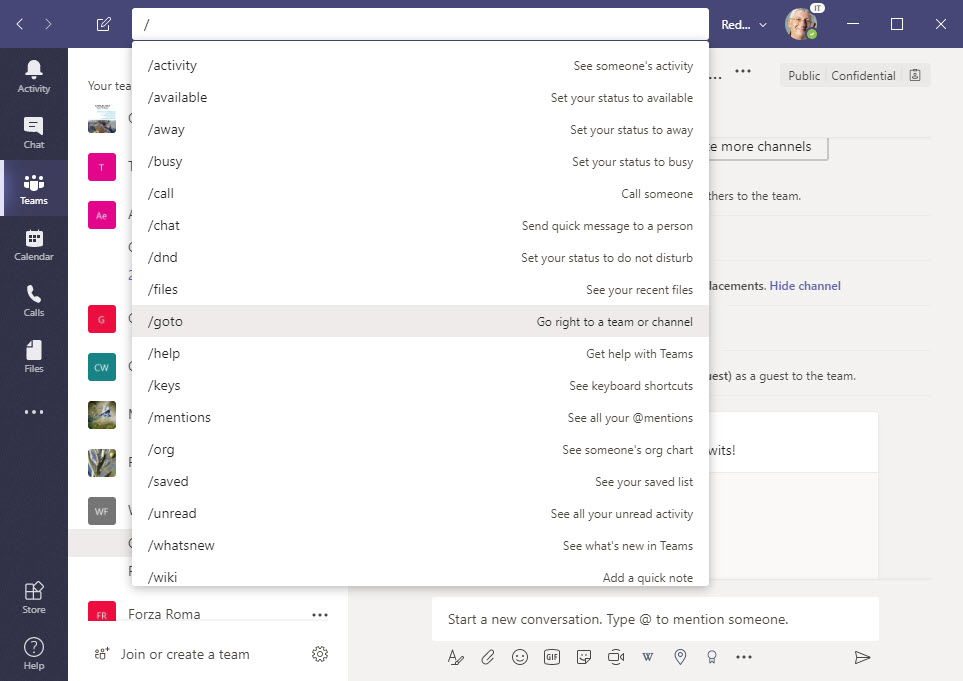 /
Red...
IT
Activity
Chat
Teams
Calendar
Calls
Files
Store
Help
Your tea
T
Ae
G
CW
WF
FR Forza Roma
Join or create a team
/activity See someone's activity
/available Set your status to available
/away Set your status to away
/busy Set your status to busy
/call Call someone
/chat Send quick message to a person
/dnd Set your status to do not disturb
/files See your recent files
/goto Go right to a team or channel
/help Get help with Teams
/keys See keyboard shortcuts
/mentions See all your @mentions
/org See someone's org chart
/saved See your saved list
/unread See all your unread activity
/whatsnew See what's new in Teams
/wiki Add a quick note
... Public Confidential
e more channels
thers to the team.
lacements. Hide channel
est) as a guest to the team.
wits!
Start a new conversation. Type @ to mention someone.
GIF
W